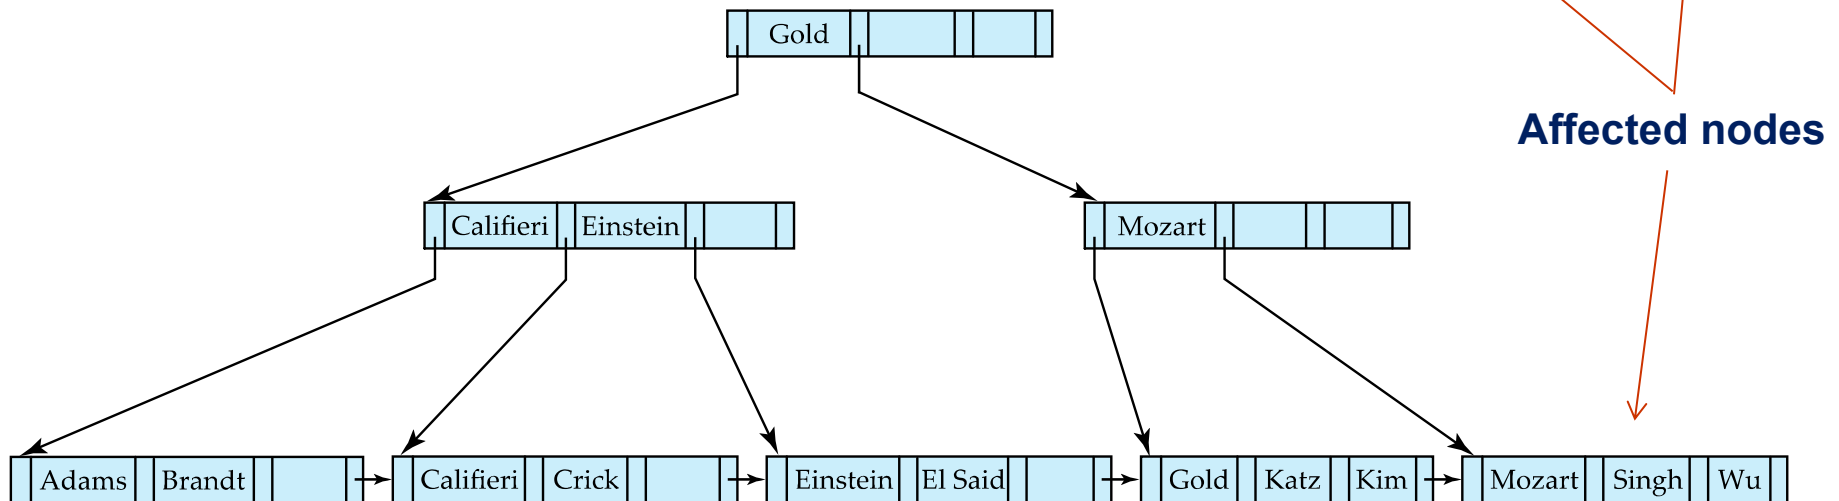 Gold
Affected nodes
Califieri Einstein Mozart
Adams Brandt Califieri Crick Einstein El Said Gold Katz Kim Mozart Singh Wu